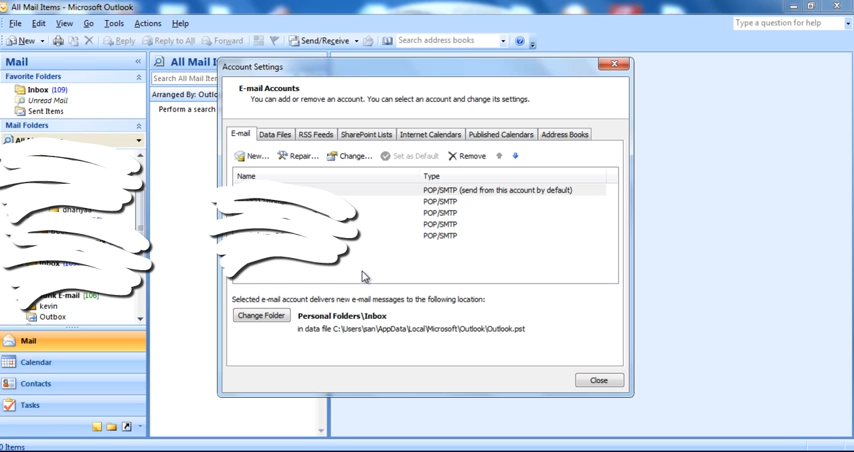 All Mail Items - Microsoft Outlook
File Edit View Go Tools Actions Help
Type a question for help
New Reply Reply to All Forward Send/Receive Search address books
Mail «
Favorite Folders
Inbox (109)
Unread Mail
Sent Items
Mail Folders
kevin
Outbox
Mail
Calendar
Contacts
Tasks
0 Items
All Mail
Search All Mail
Arranged By:
Perform a search
Account Settings
E-mail Accounts
You can add or remove an account. You can select an account and change its settings.
E-mail Data Files RSS Feeds SharePoint Lists Internet Calendars Published Calendars Address Books
New... Repair... Change... Set as Default Remove
Name Type
POP/SMTP (send from this account by default)
POP/SMTP
POP/SMTP
POP/SMTP
POP/SMTP
Selected e-mail account delivers new e-mail messages to the following location:
Change Folder Personal Folders\Inbox
in data file C:\Users\san\AppData\Local\Microsoft\Outlook\Outlook.pst
Close